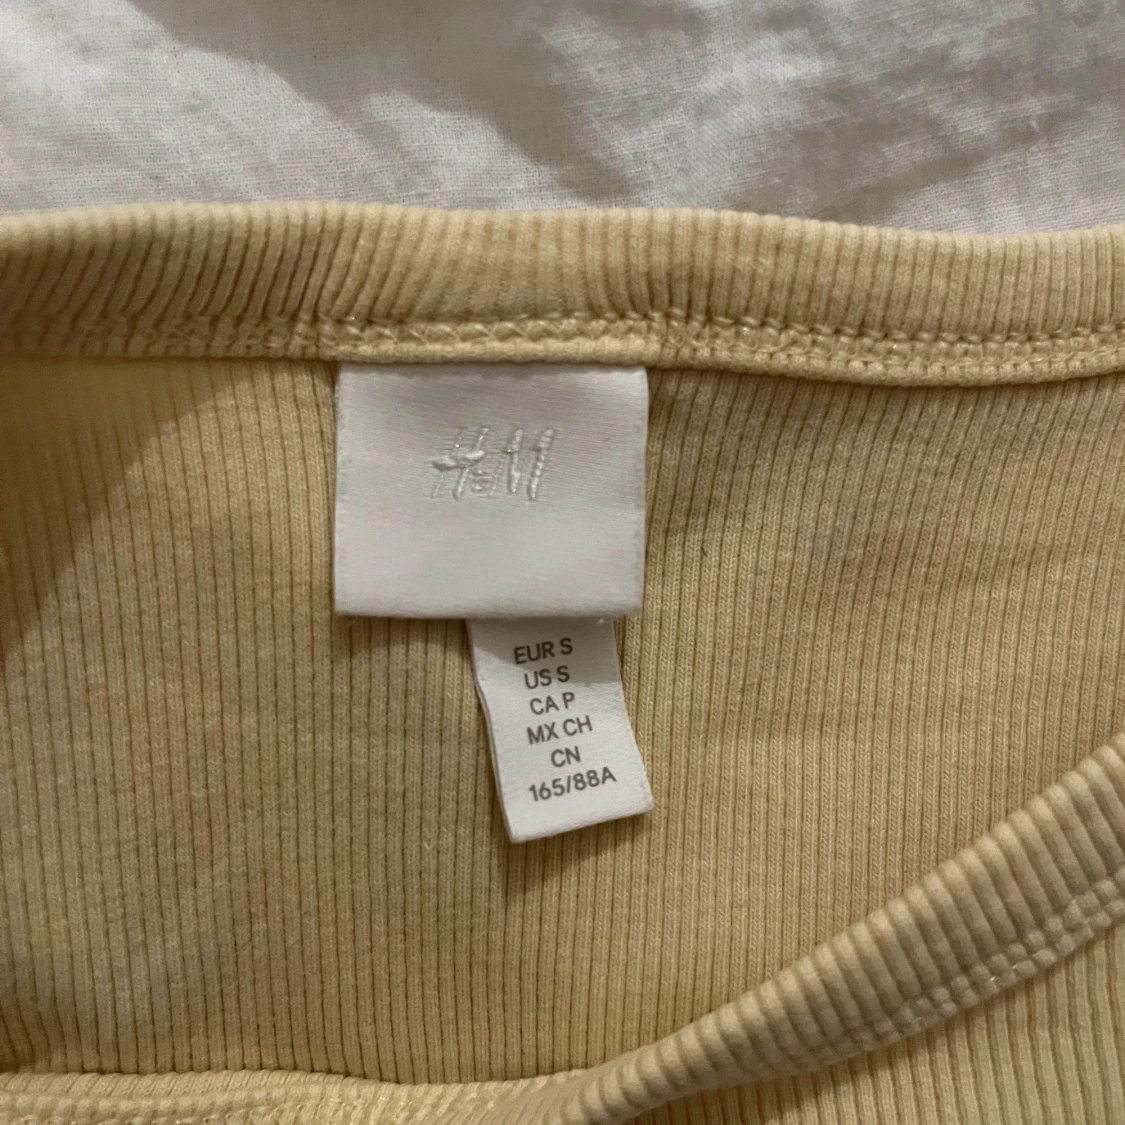 H&M
EUR S
US S
CA P
MX CH
CN
165/88A